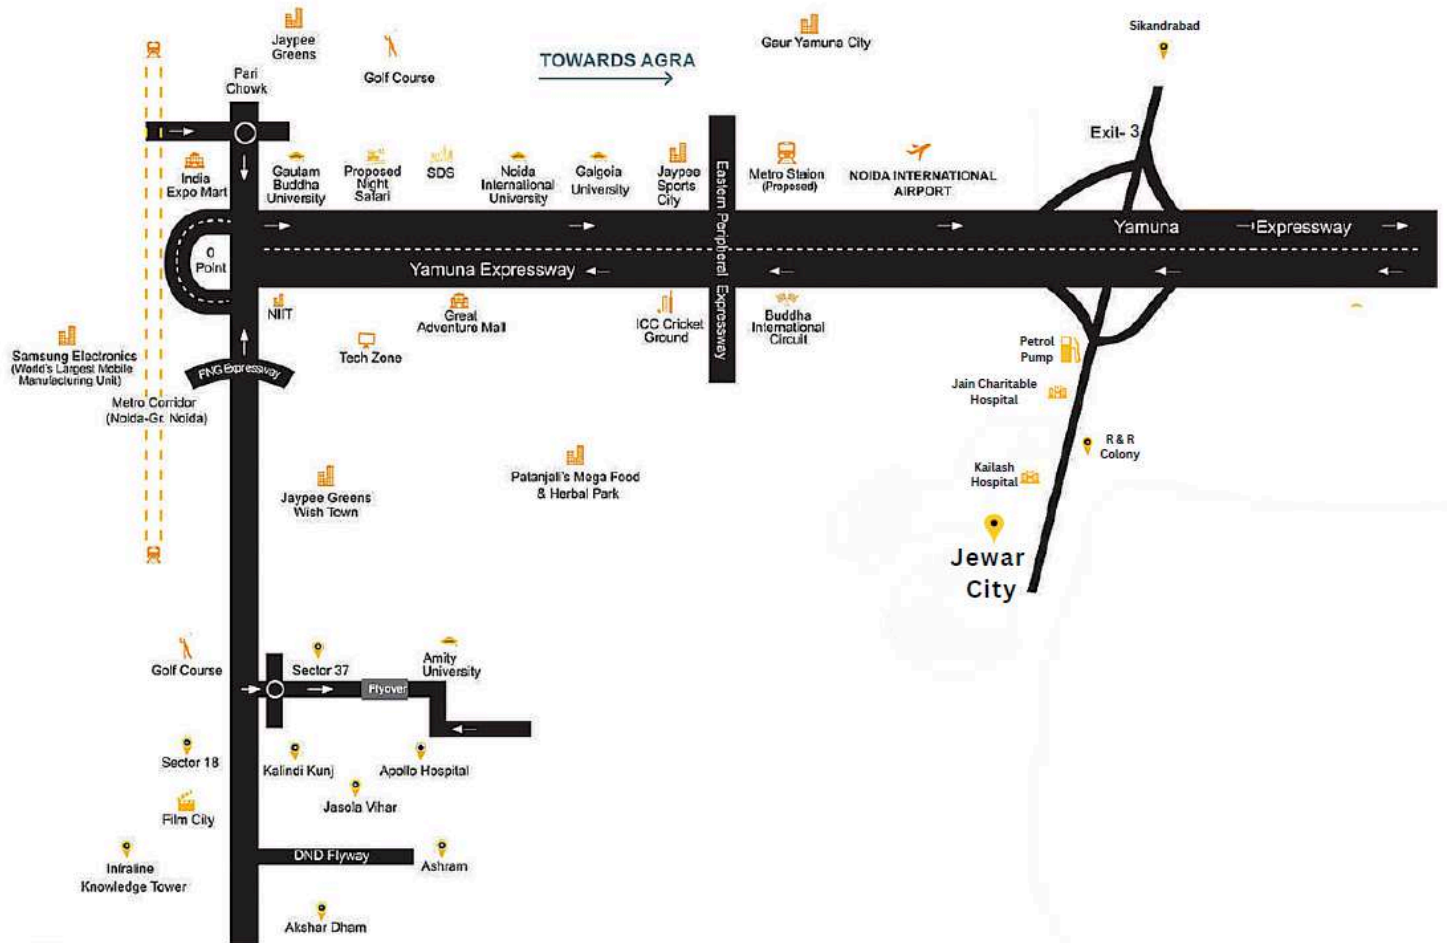 Sikandrabad
Jaypee
Greens
Golf Course
TOWARDS AGRA
Gaur Yamuna City
Pari
Chowk
Exit- 3
India
Expo Mart
Gautam
Buddha
University
Proposed
Night
Safari
SDS
Noida
International
University
Galgoia
University
Jaypee
Sports
City
Eastern Peripheral Expressway
Metro Staion
(Proposed)
NOIDA INTERNATIONAL
AIRPORT
Yamuna Expressway
0
Point
Yamuna Expressway
NIIT
Great
Adventure Mall
Tech Zone
ICC Cricket
Ground
Buddha
International
Circuit
Petrol
Pump
Samsung Electronics
(World's Largest Mobile
Manufacturing Unit)
FNG Expressway
Metro Corridor
(Noida-Gr. Noida)
Jain Charitable
Hospital
R & R
Colony
Kailash
Hospital
Jaypee Greens
Wish Town
Patanjali's Mega Food
& Herbal Park
Jewar
City
Golf Course
Sector 37
Flyover
Amity
University
Sector 18
Kalindi Kunj
Apollo Hospital
Jasola Vihar
Film City
Infraline
Knowledge Tower
DND Flyway
Ashram
Akshar Dham